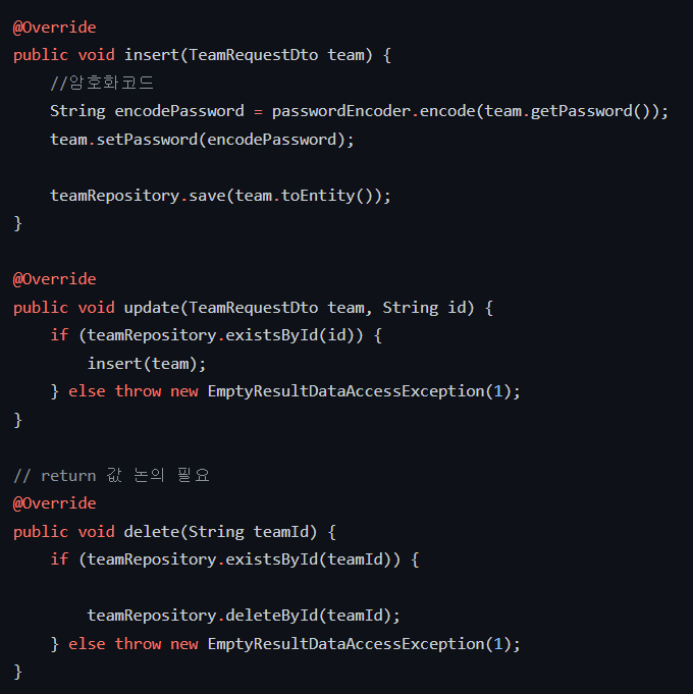 @Override
public void insert(TeamRequestDto team) {
    //암호화코드
    String encodePassword = passwordEncoder.encode(team.getPassword());
    team.setPassword(encodePassword);

    teamRepository.save(team.toEntity());
}

@Override
public void update(TeamRequestDto team, String id) {
    if (teamRepository.existsById(id)) {
        insert(team);
    } else throw new EmptyResultDataAccessException(1);
}

// return 값 논의 필요
@Override
public void delete(String teamId) {
    if (teamRepository.existsById(teamId)) {

        teamRepository.deleteById(teamId);
    } else throw new EmptyResultDataAccessException(1);
}